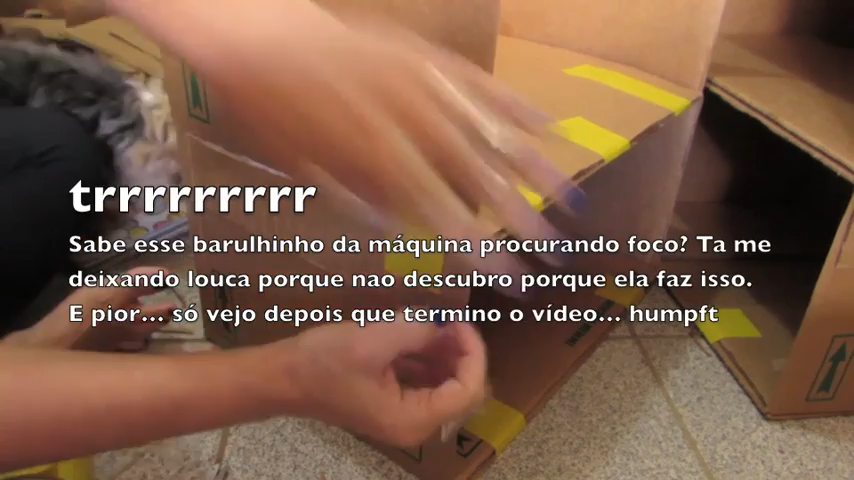 trrrrrrrrr
Sabe esse barulhinho da máquina procurando foco? Ta me
deixando louca porque nao descubro porque ela faz isso.
E pior... só vejo depois que termino o vídeo... humpft